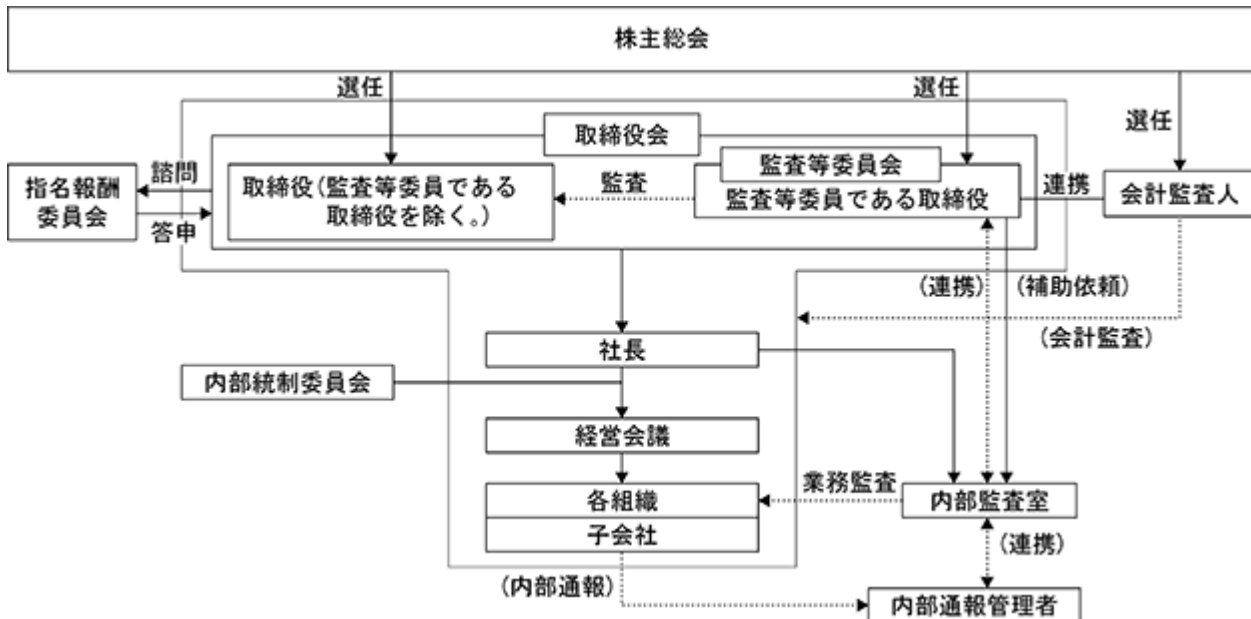 株主総会
選任
選任
選任
取締役会
監査等委員会
指名報酬
委員会
諮問
答申
取締役(監査等委員である
取締役を除く。)
監査
監査等委員である取締役
連携
会計監査人
(連携)
(補助依頼)
(会計監査)
社長
内部統制委員会
経営会議
各組織
子会社
業務監査
内部監査室
(連携)
(内部通報)
内部通報管理者